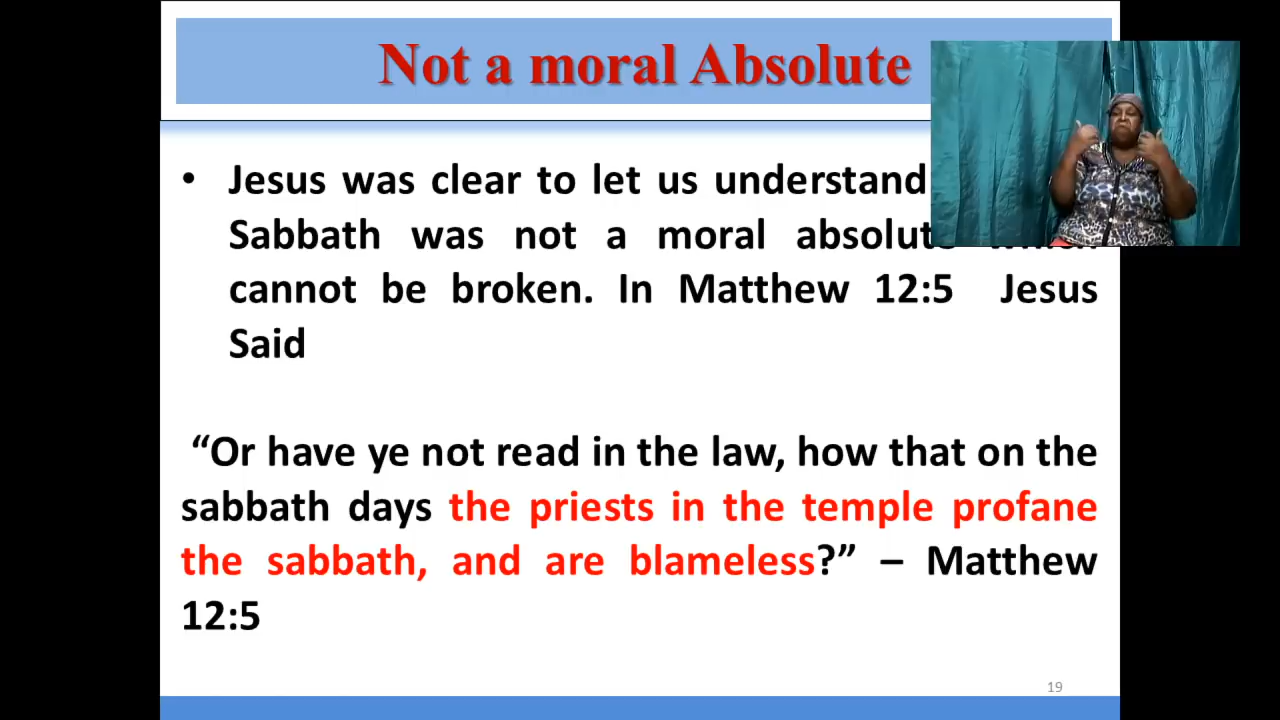 Not a moral Absolute
• Jesus was clear to let us understand
Sabbath was not a moral absolute
cannot be broken. In Matthew 12:5 Jesus
Said
“Or have ye not read in the law, how that on the
sabbath days the priests in the temple profane
the sabbath, and are blameless?” – Matthew
12:5
19